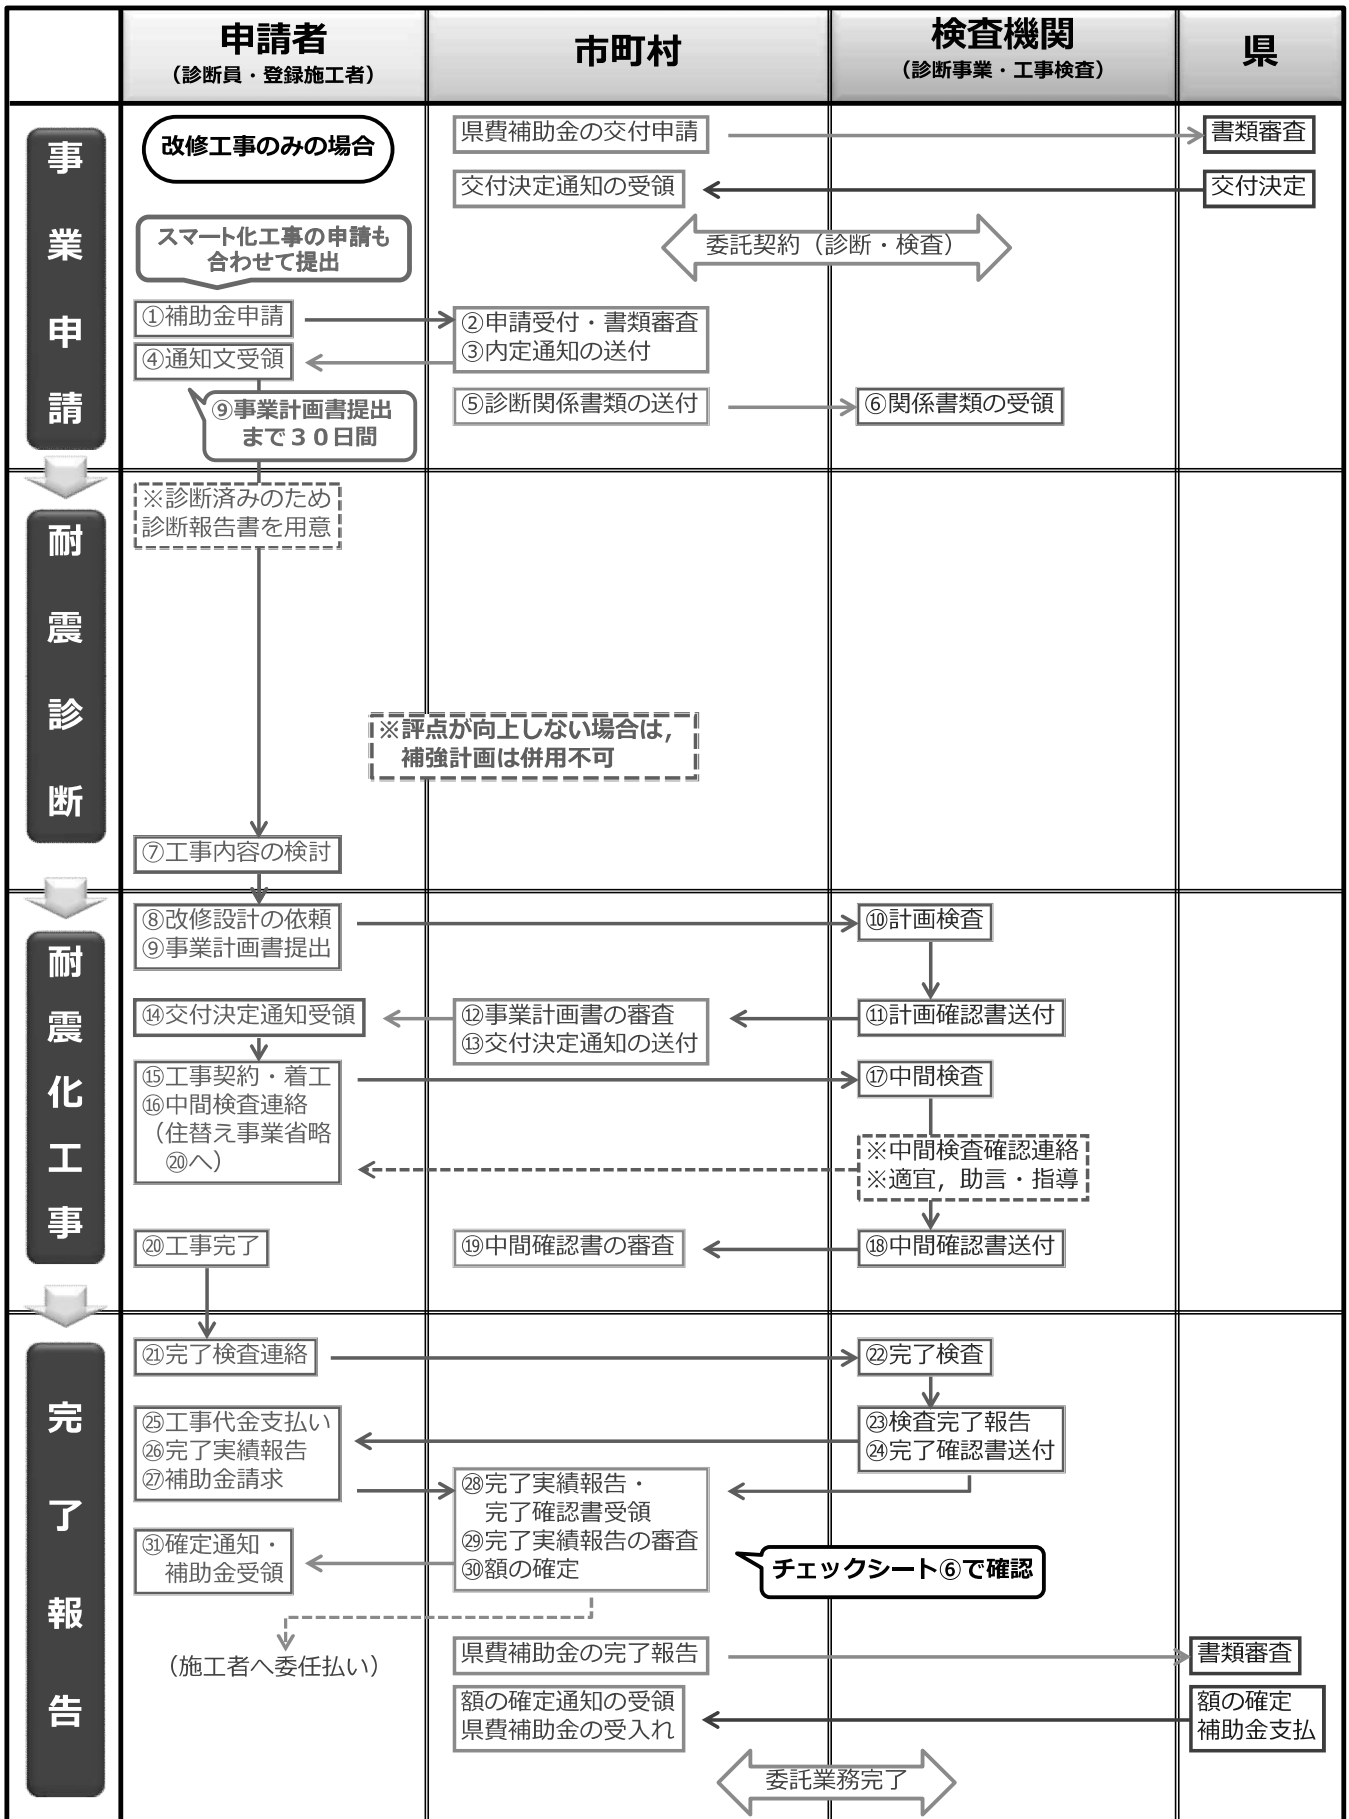 申請者
（診断員・登録施工者）
市町村
検査機関
（診断事業・工事検査）
県
事業申請
改修工事のみの場合
県費補助金の交付申請
書類審査
交付決定通知の受領
交付決定
スマート化工事の申請も
合わせて提出
委託契約（診断・検査）
①補助金申請
②申請受付・書類審査
③内定通知の送付
④通知文受領
⑨事業計画書提出
まで３０日間
⑤診断関係書類の送付
⑥関係書類の受領
耐震診断
※診断済みのため
診断報告書を用意
※評点が向上しない場合は，
補強計画は併用不可
⑦工事内容の検討
耐震化工事
⑧改修設計の依頼
⑨事業計画書提出
⑩計画検査
⑭交付決定通知受領
⑫事業計画書の審査
⑬交付決定通知の送付
⑪計画確認書送付
⑮工事契約・着工
⑯中間検査連絡
（住替え事業省略
⑳へ）
⑰中間検査
※中間検査確認連絡
※適宜，助言・指導
⑳工事完了
⑲中間確認書の審査
⑱中間確認書送付
完了報告
㉑完了検査連絡
㉒完了検査
㉕工事代金支払い
㉖完了実績報告
㉗補助金請求
㉓検査完了報告
㉔完了確認書送付
㉘完了実績報告・
完了確認書受領
㉙完了実績報告の審査
㉚額の確定
㉛確定通知・
補助金受領
チェックシート⑥で確認
（施工者へ委任払い）
県費補助金の完了報告
書類審査
額の確定通知の受領
県費補助金の受入れ
額の確定
補助金支払
委託業務完了